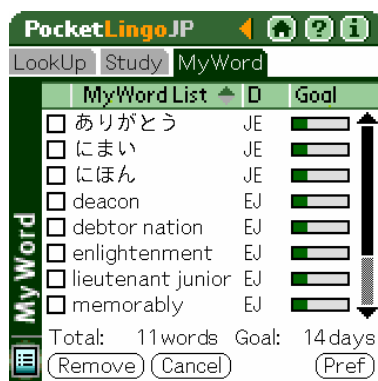 PocketLingoJP ? i
LookUp Study MyWord
MyWord List D Goal
ありがとう JE
にまい JE
にほん JE
deacon EJ
debtor nation EJ
enlightenment EJ
lieutenant junior EJ
memorably EJ
My Word
Total: 11words Goal: 14days
Remove Cancel Pref